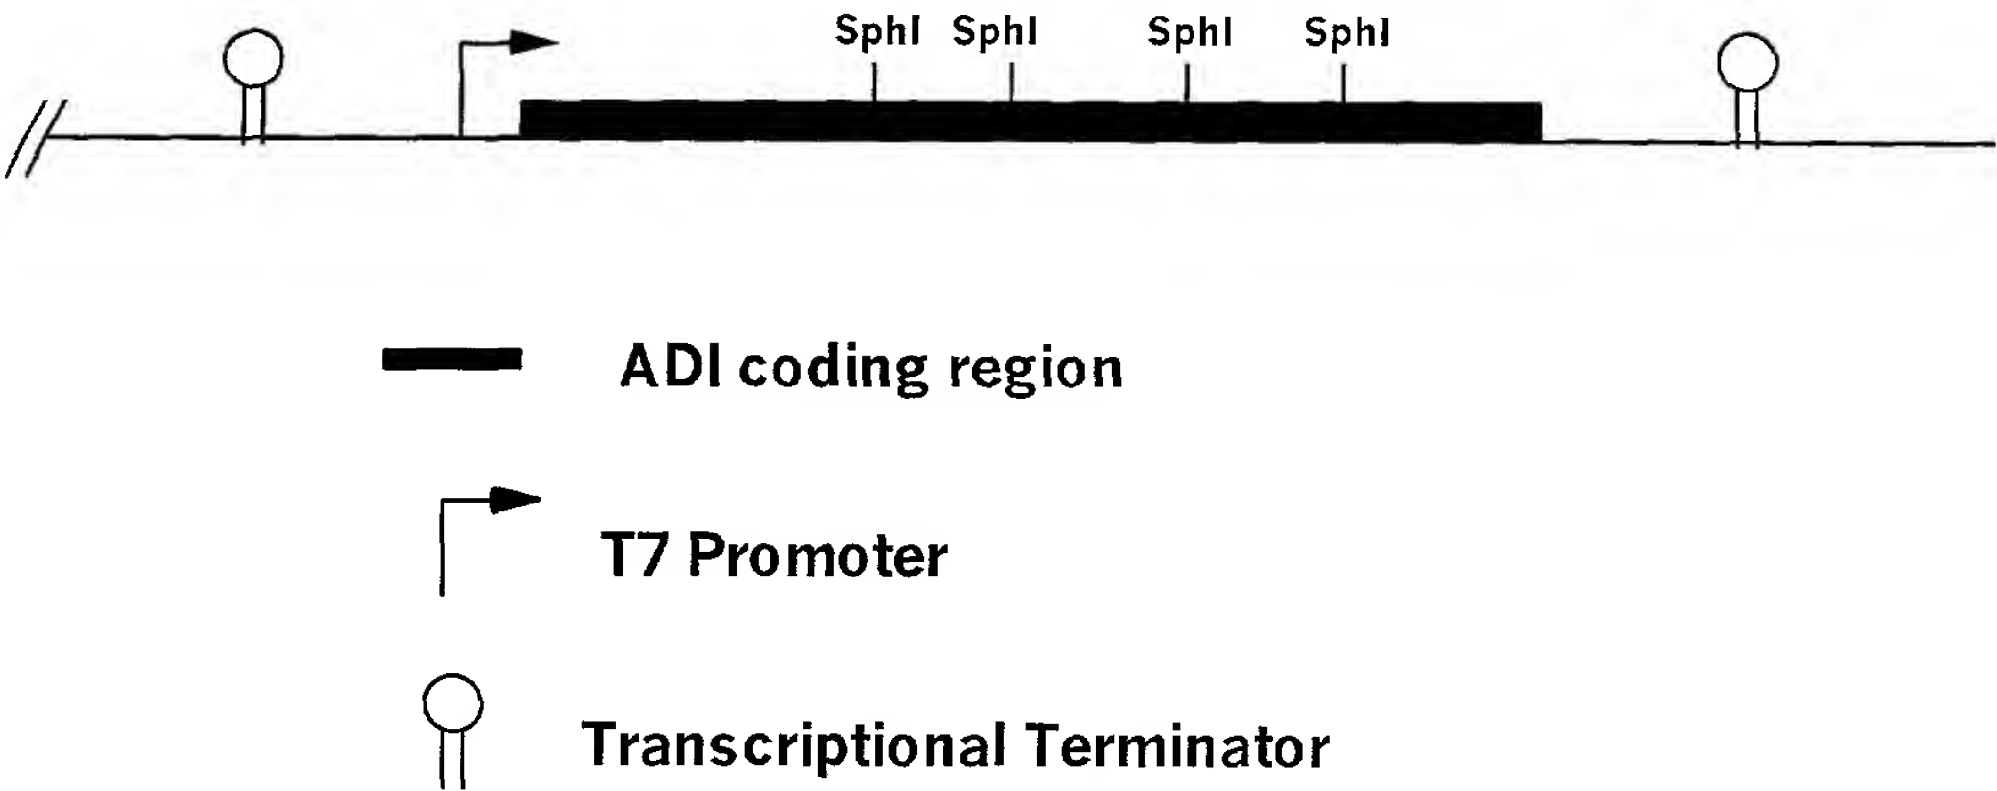 SphI SphI SphI SphI
ADI coding region
T7 Promoter
Transcriptional Terminator